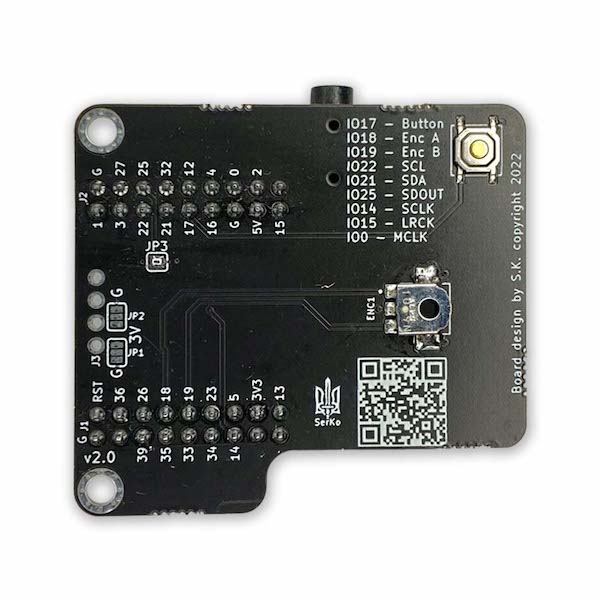 IO17 – Button
IO18 – Enc A
IO19 – Enc B
IO22 – SCL
IO21 – SDA
IO25 – SDOUT
IO14 – SCLK
IO15 – LRCK
IO0 – MCLK
G 27 25 32 12 4 0 2
J2
1 3 22 21 17 16 G 5V 15
JP3
ENC1
G
JP2
3V
J3
JP1
G
Board design by S.K. copyright 2022
RST 36 26 18 19 23 5 3V3 13
G J1
39 35 33 34 14
SerKo
v2.0